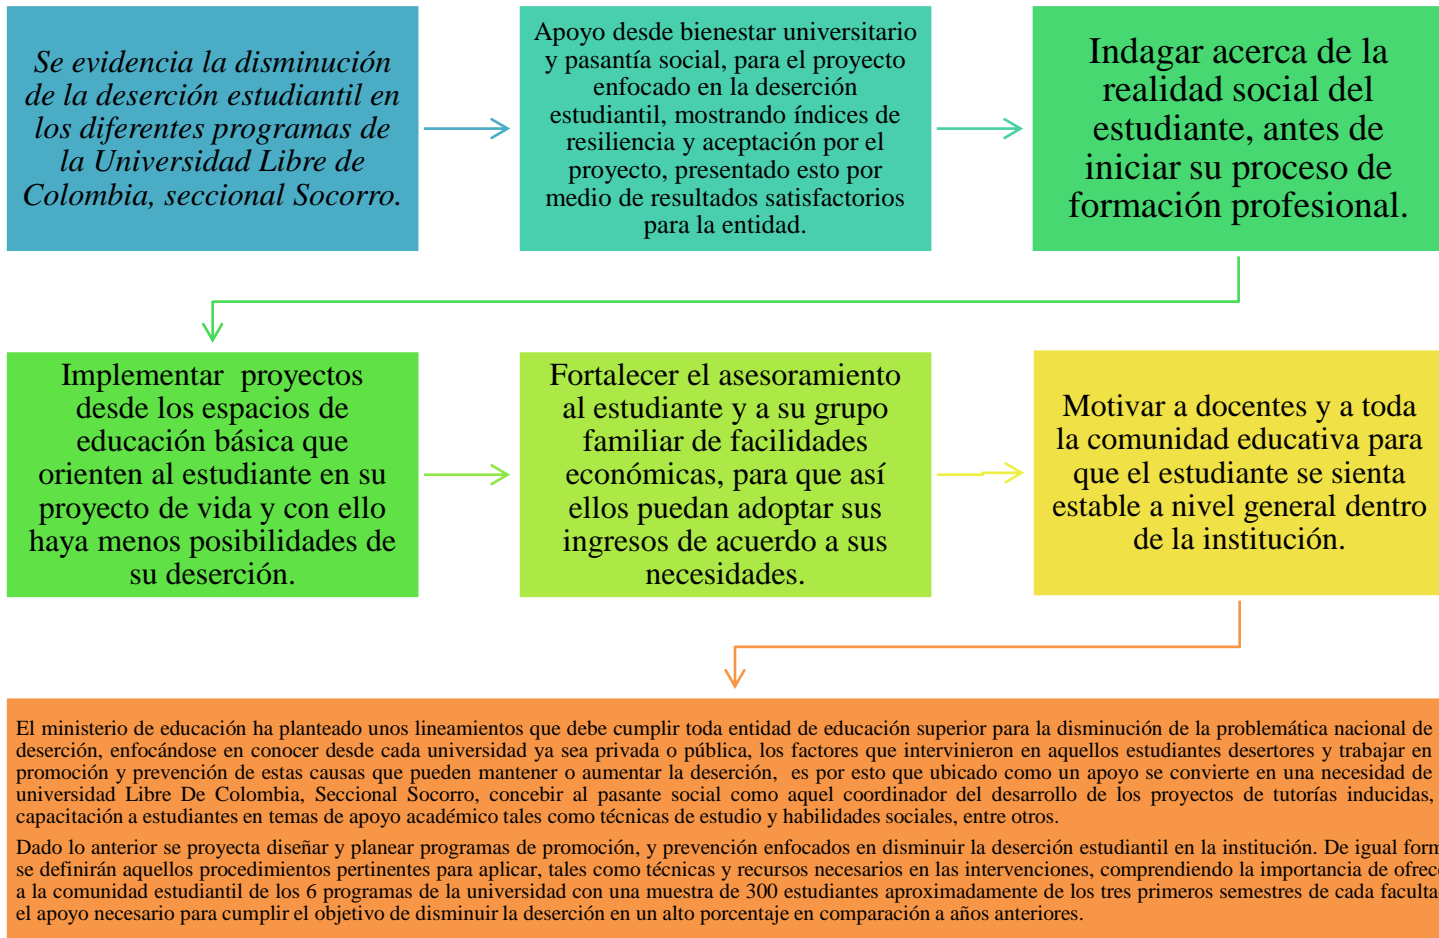 Se evidencia la disminución
de la deserción estudiantil en
los diferentes programas de
la Universidad Libre de
Colombia, seccional Socorro.
Apoyo desde bienestar universitario
y pasantía social, para el proyecto
enfocado en la deserción
estudiantil, mostrando índices de
resiliencia y aceptación por el
proyecto, presentado esto por
medio de resultados satisfactorios
para la entidad.
Indagar acerca de la
realidad social del
estudiante, antes de
iniciar su proceso de
formación profesional.
Implementar proyectos
desde los espacios de
educación básica que
orienten al estudiante en su
proyecto de vida y con ello
haya menos posibilidades de
su deserción.
Fortalecer el asesoramiento
al estudiante y a su grupo
familiar de facilidades
económicas, para que así
ellos puedan adoptar sus
ingresos de acuerdo a sus
necesidades.
Motivar a docentes y a toda
la comunidad educativa para
que el estudiante se sienta
estable a nivel general dentro
de la institución.
El ministerio de educación ha planteado unos lineamientos que debe cumplir toda entidad de educación superior para la disminución de la problemática nacional de
deserción, enfocándose en conocer desde cada universidad ya sea privada o pública, los factores que intervinieron en aquellos estudiantes desertores y trabajar en
promoción y prevención de estas causas que pueden mantener o aumentar la deserción, es por esto que ubicado como un apoyo se convierte en una necesidad de
universidad Libre De Colombia, Seccional Socorro, concebir al pasante social como aquel coordinador del desarrollo de los proyectos de tutorías inducidas,
capacitación a estudiantes en temas de apoyo académico tales como técnicas de estudio y habilidades sociales, entre otros.
Dado lo anterior se proyecta diseñar y planear programas de promoción, y prevención enfocados en disminuir la deserción estudiantil en la institución. De igual form
se definirán aquellos procedimientos pertinentes para aplicar, tales como técnicas y recursos necesarios en las intervenciones, comprendiendo la importancia de ofrece
a la comunidad estudiantil de los 6 programas de la universidad con una muestra de 300 estudiantes aproximadamente de los tres primeros semestres de cada faculta
el apoyo necesario para cumplir el objetivo de disminuir la deserción en un alto porcentaje en comparación a años anteriores.